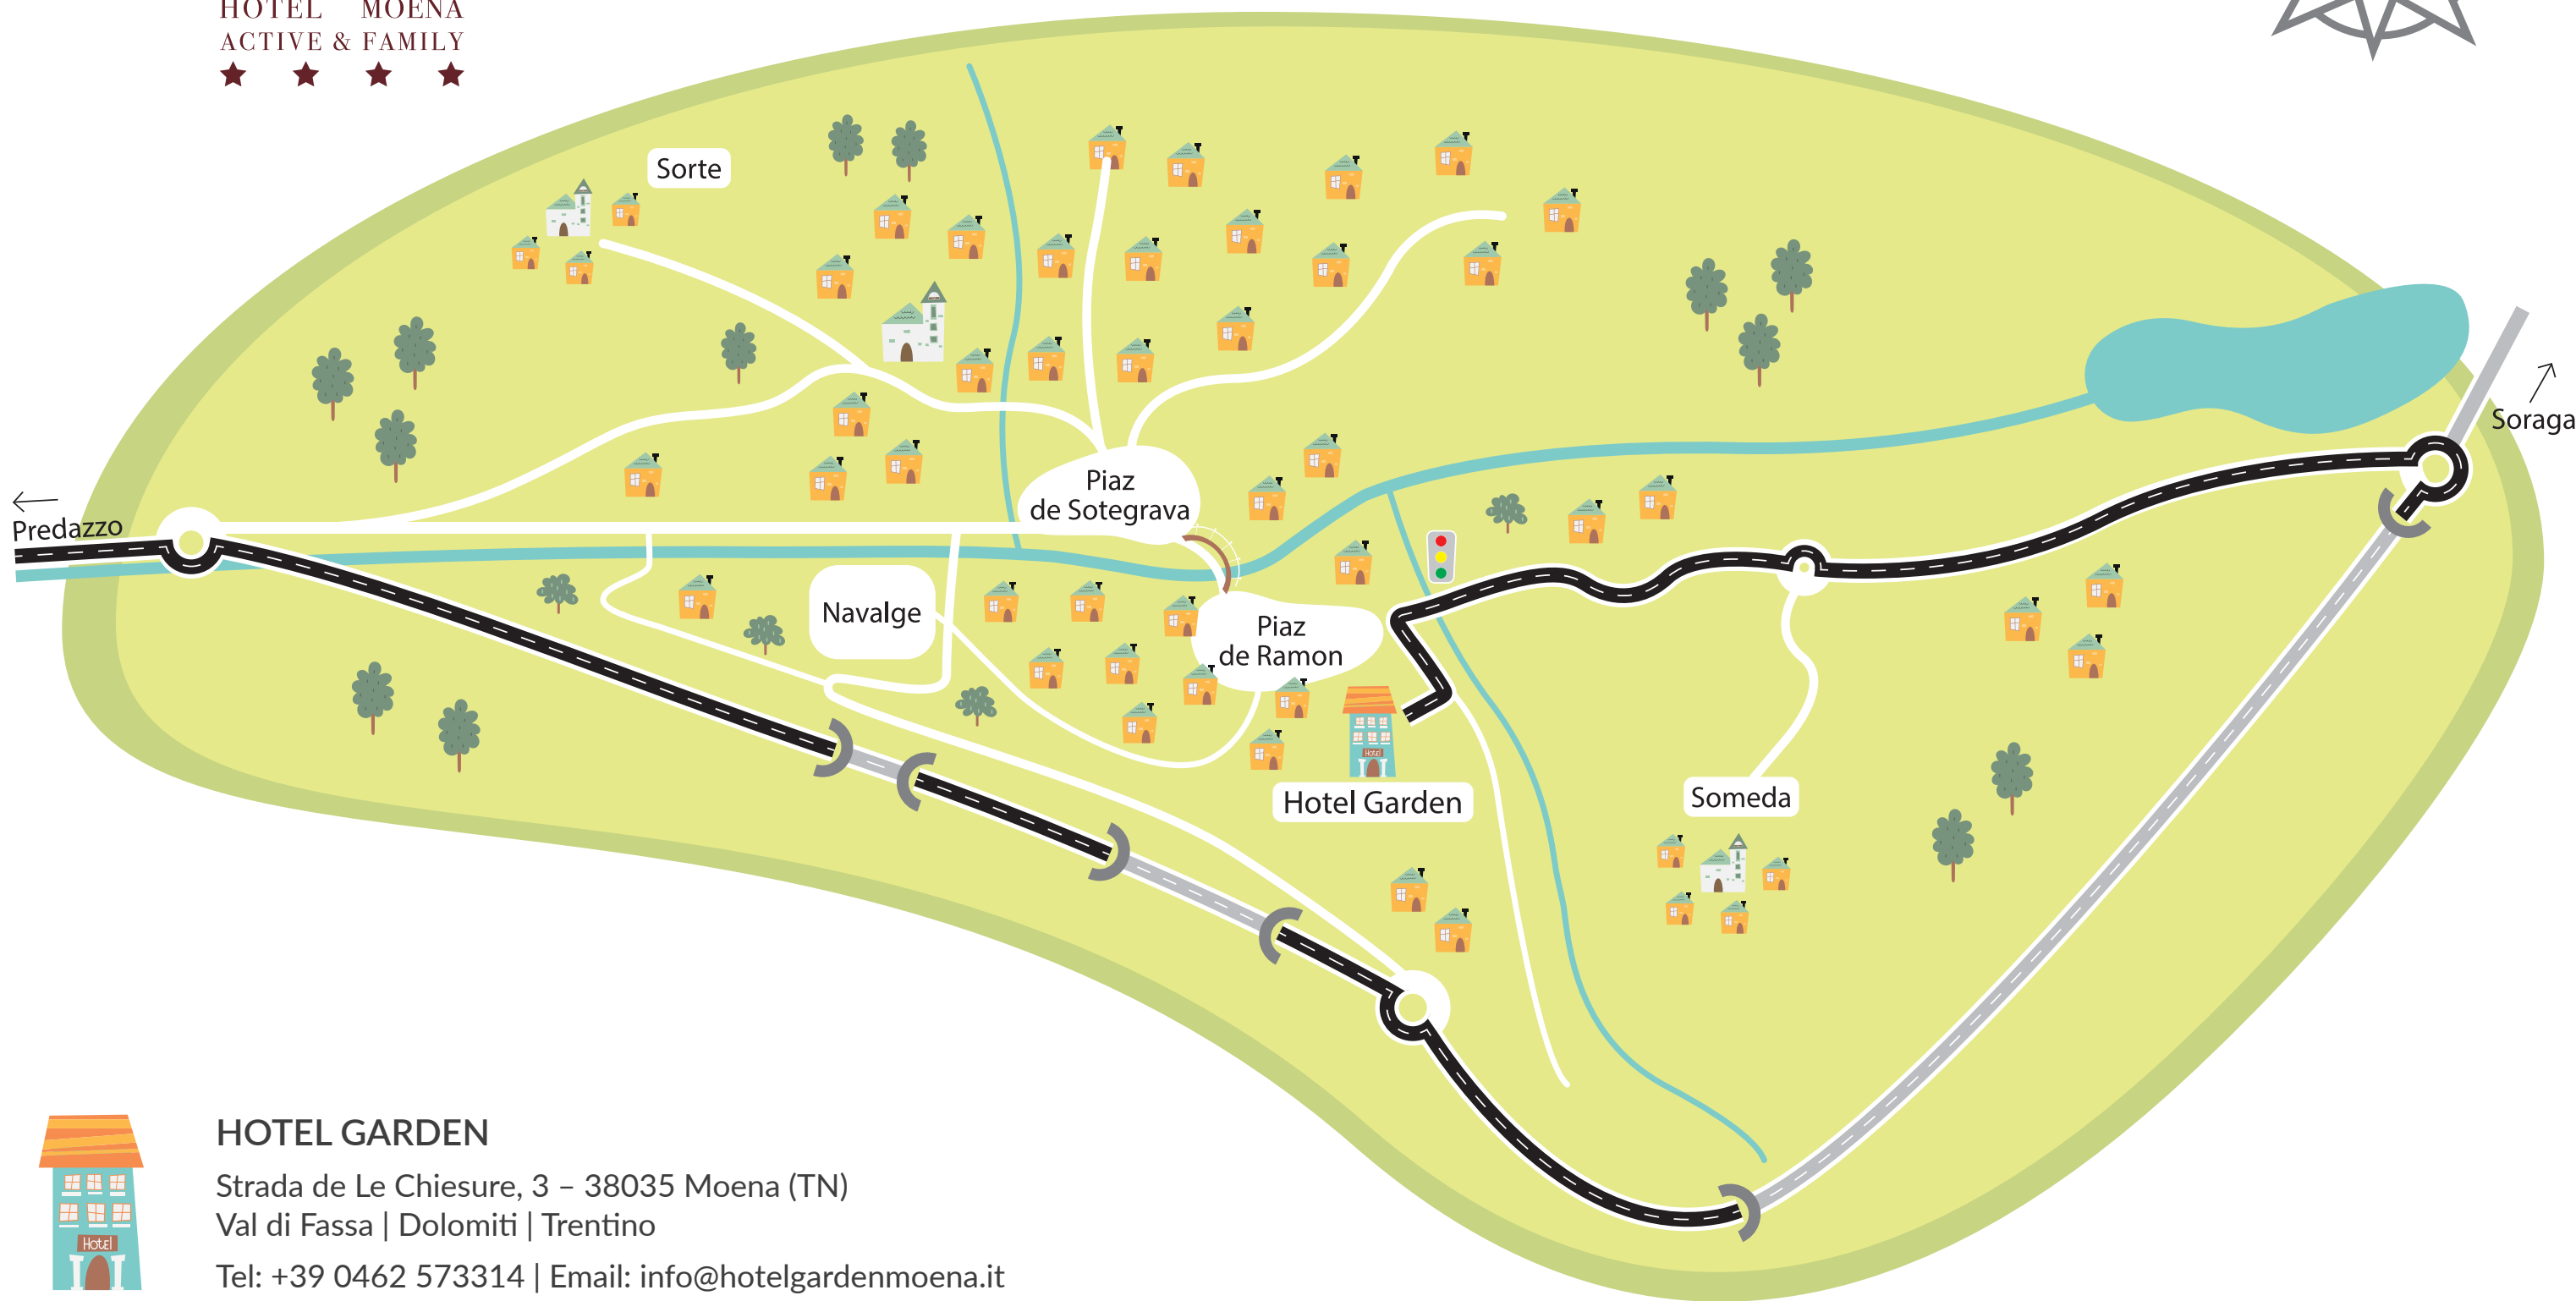 HOTEL MOENA
ACTIVE & FAMILY
Sorte
Soraga
Piaz
de Sotegrava
Predazzo
Navalge
Piaz
de Ramon
Hotel
Hotel Garden
Someda
HOTEL GARDEN
Strada de Le Chiesure, 3 – 38035 Moena (TN)
Val di Fassa | Dolomiti | Trentino
Hotel
Tel: +39 0462 573314 | Email: info@hotelgardenmoena.it